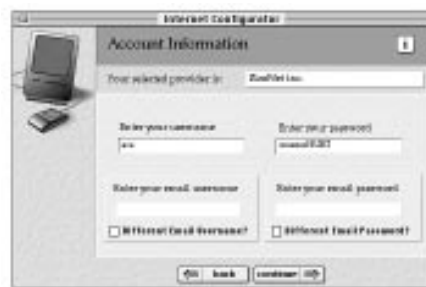 Internet Configurator
Account Information
Your selected provider is:
Enter your username
Enter your password
Enter your email username
Enter your email password
Different Email Username?
Different Email Password?
back
continue